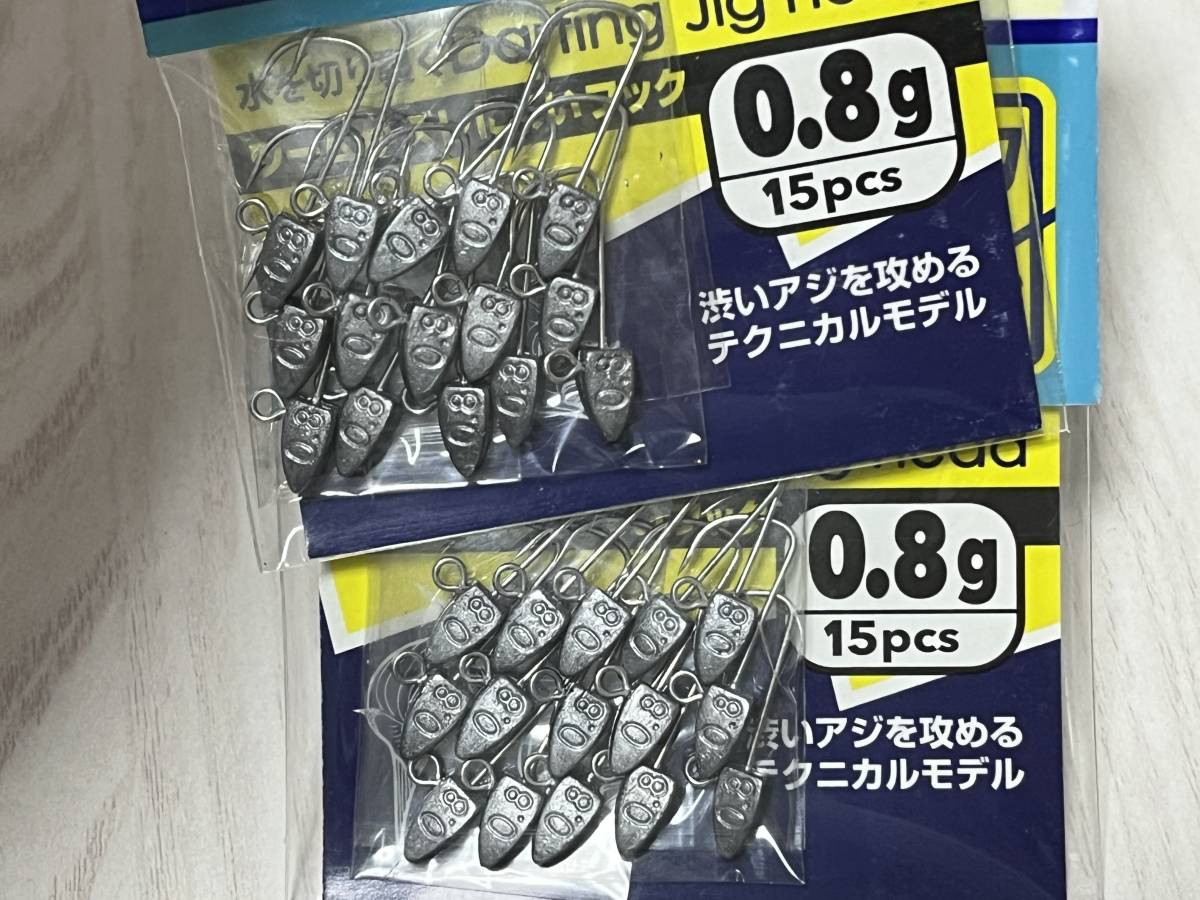 Darting Jig head
水を切り
フック
0.8g
15pcs
渋いアジを攻める
テクニカルモデル
head
0.8g
15pcs
渋いアジを攻める
テクニカルモデル